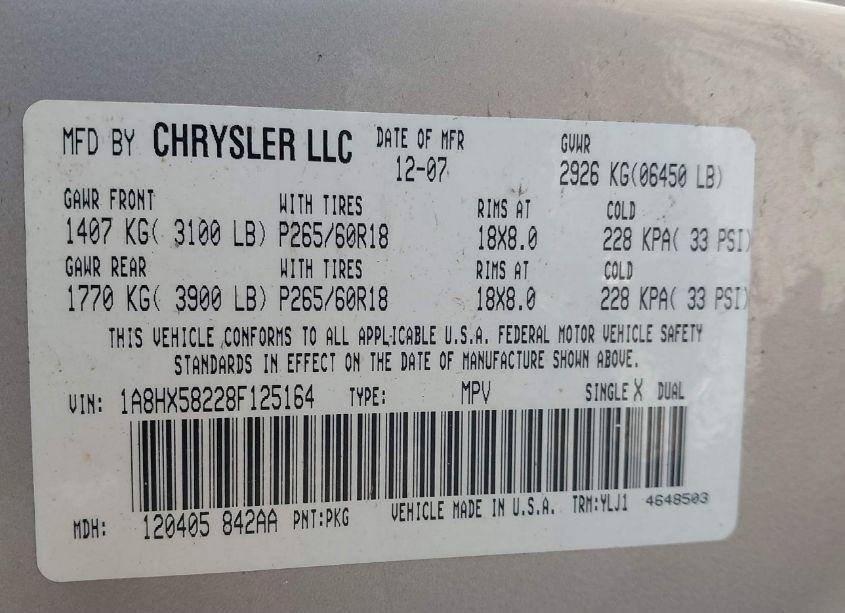 MFD BY CHRYSLER LLC DATE OF MFR GVWR
12-07 2926 KG(06450 LB)
GAWR FRONT WITH TIRES RIMS AT COLD
1407 KG( 3100 LB) P265/60R18 18X8.0 228 KPA( 33 PSI)
GAWR REAR WITH TIRES RIMS AT COLD
1770 KG( 3900 LB) P265/60R18 18X8.0 228 KPA( 33 PSI)
THIS VEHICLE CONFORMS TO ALL APPLICABLE U.S.A. FEDERAL MOTOR VEHICLE SAFETY
STANDARDS IN EFFECT ON THE DATE OF MANUFACTURE SHOWN ABOVE.
VIN: 1A8HX58228F125164 TYPE: MPV SINGLE X DUAL
MDH: 120405 842AA PNT:PKG VEHICLE MADE IN U.S.A. TRM:YLJ1 4648503